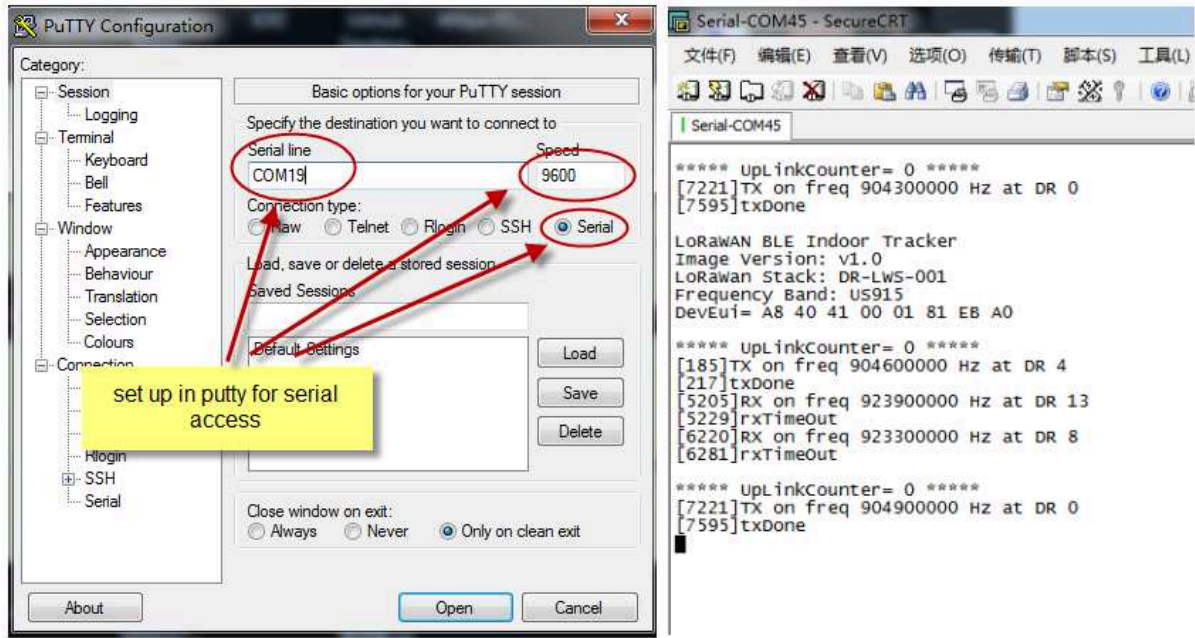 PuTTY Configuration
Category:
Session
Logging
Terminal
Keyboard
Bell
Features
Window
Appearance
Behaviour
Translation
Selection
Colours
Connection
Rlogin
SSH
Serial
Basic options for your PuTTY session
Specify the destination you want to connect to
Serial line Speed
COM19 9600
Connection type:
Raw Telnet Rlogin SSH Serial
Load, save or delete a stored session
Saved Sessions
Default Settings
Load
Save
Delete
set up in putty for serial
access
Close window on exit:
Always Never Only on clean exit
About Open Cancel
Serial-COM45 - SecureCRT
文件(F) 编辑(E) 查看(V) 选项(O) 传输(T) 脚本(S) 工具(L)
Serial-COM45
***** UpLinkCounter= 0 *****
[7221]TX on freq 904300000 Hz at DR 0
[7595]txDone
LoRaWAN BLE Indoor Tracker
Image Version: v1.0
LoRaWan Stack: DR-LWS-001
Frequency Band: US915
DevEui= A8 40 41 00 01 81 EB A0
***** UpLinkCounter= 0 *****
[185]TX on freq 904600000 Hz at DR 4
[217]txDone
[5205]RX on freq 923900000 Hz at DR 13
[5229]rxTimeOut
[6220]RX on freq 923300000 Hz at DR 8
[6281]rxTimeOut
***** UpLinkCounter= 0 *****
[7221]TX on freq 904900000 Hz at DR 0
[7595]txDone